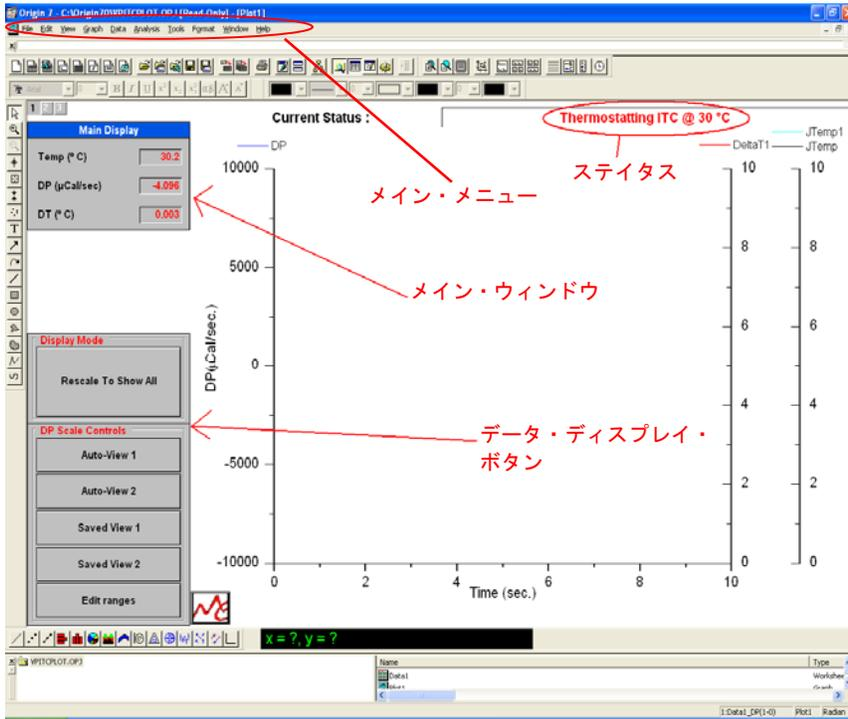 Origin 7 - C:\Origin70\VPITCPLOT.OPJ [Read-Only] - [Plot1]
File Edit View Graph Data Analysis Tools Format Window Help
1 2 3
Current Status :
Thermostatting ITC @ 30 °C
Main Display
Temp (° C) 30.2
DP (µCal/sec) -4.096
DT (° C) 0.003
DP
DeltaT1
JTemp1
JTemp
メイン・メニュー
ステイタス
メイン・ウィンドウ
データ・ディスプレイ・
ボタン
10000
5000
0
-5000
-10000
DP(µCal/sec.)
0 2 4 6 8 10
Time (sec.)
10
8
6
4
2
0
10
8
6
4
2
0
Display Mode
Rescale To Show All
DP Scale Controls
Auto-View 1
Auto-View 2
Saved View 1
Saved View 2
Edit ranges
x = ?, y = ?
VPITCPLOT.OPJ
Name Type
Data1 Workshee
Plot1 Graph
1:Data1_DP(1-0) Plot1 Radian